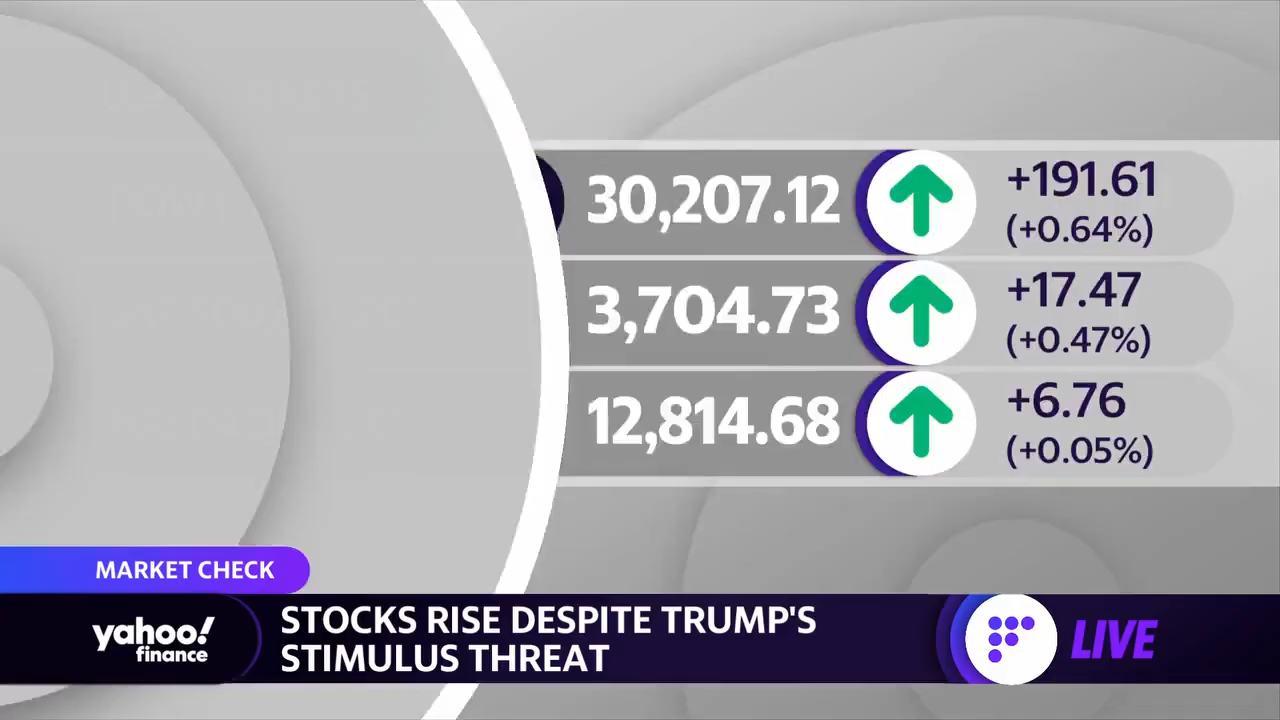 30,207.12 +191.61
(+0.64%)
3,704.73 +17.47
(+0.47%)
12,814.68 +6.76
(+0.05%)
MARKET CHECK
yahoo!
finance
STOCKS RISE DESPITE TRUMP'S
STIMULUS THREAT
LIVE